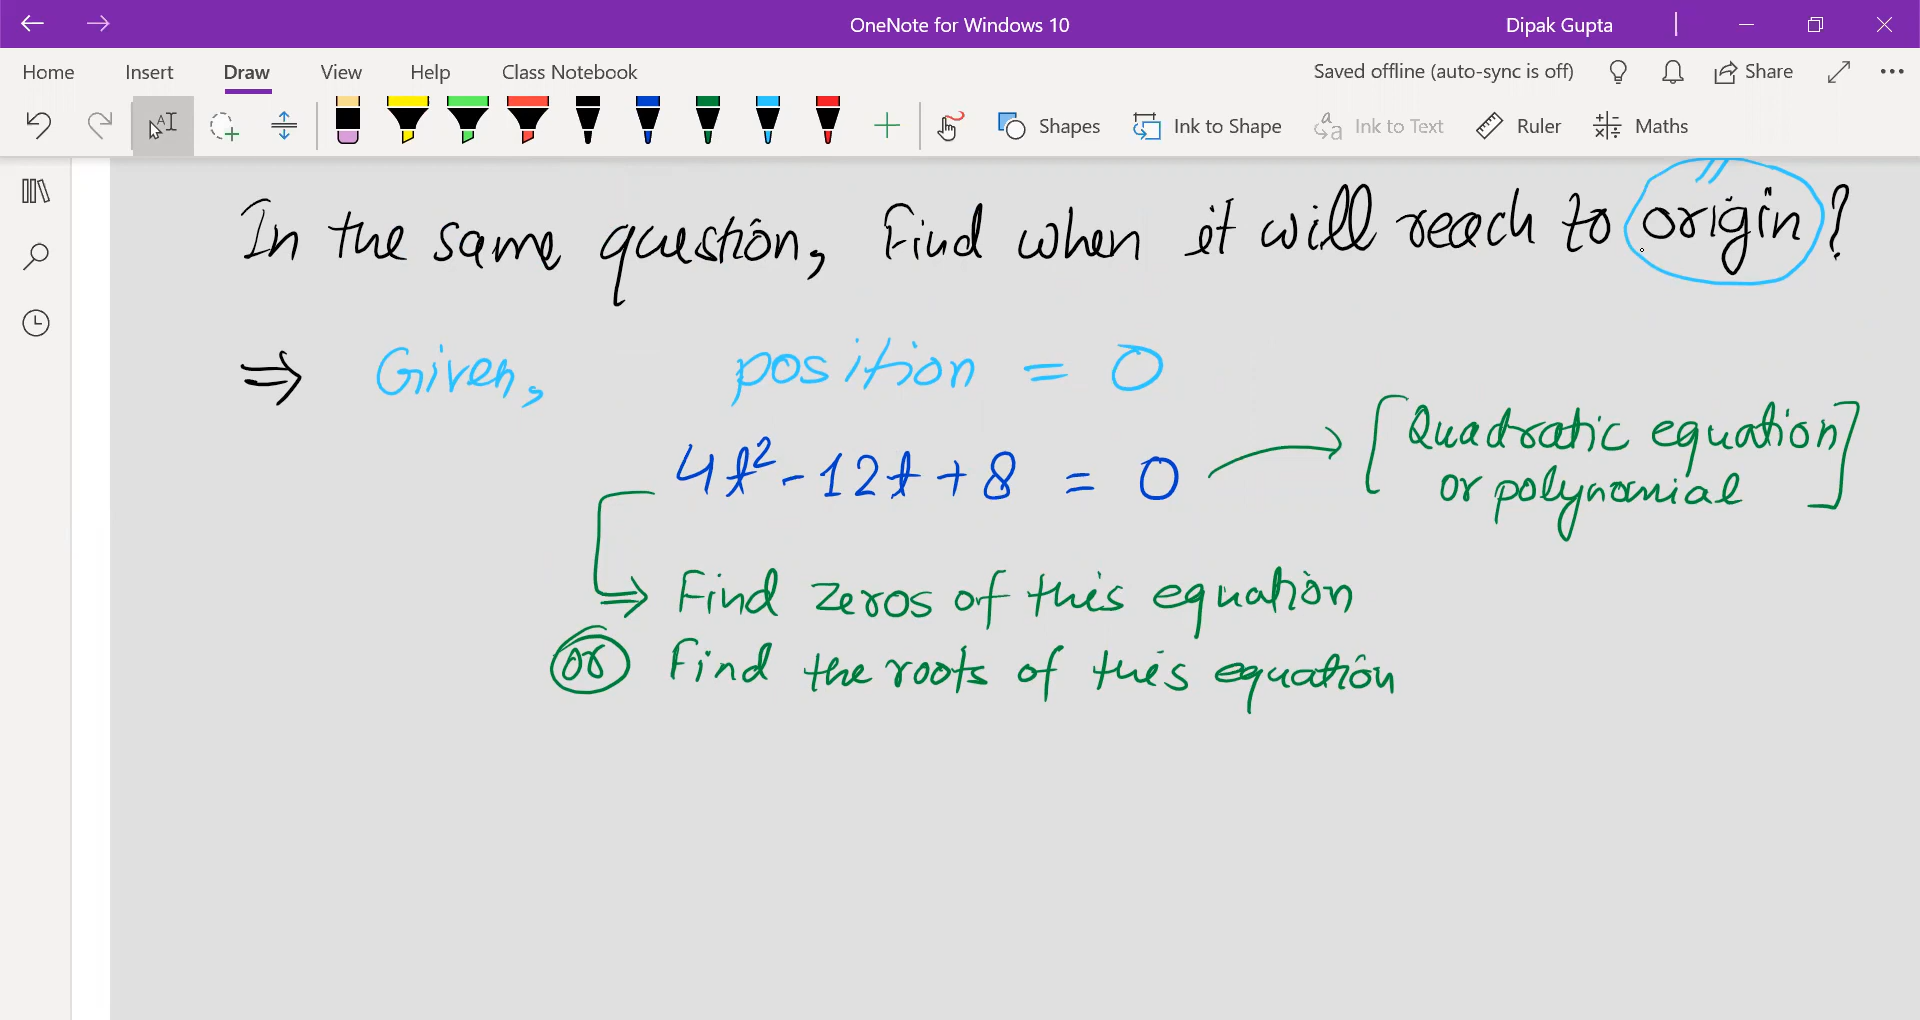 OneNote for Windows 10
Dipak Gupta
Home Insert Draw View Help Class Notebook
Saved offline (auto-sync is off) Share
Shapes Ink to Shape Ink to Text Ruler Maths
In the same question, Find when it will reach to origin?
⇒ Given, position = 0
4t² - 12t + 8 = 0
[Quadratic equation
or polynomial]
⇒ Find zeros of this equation
or Find the roots of this equation